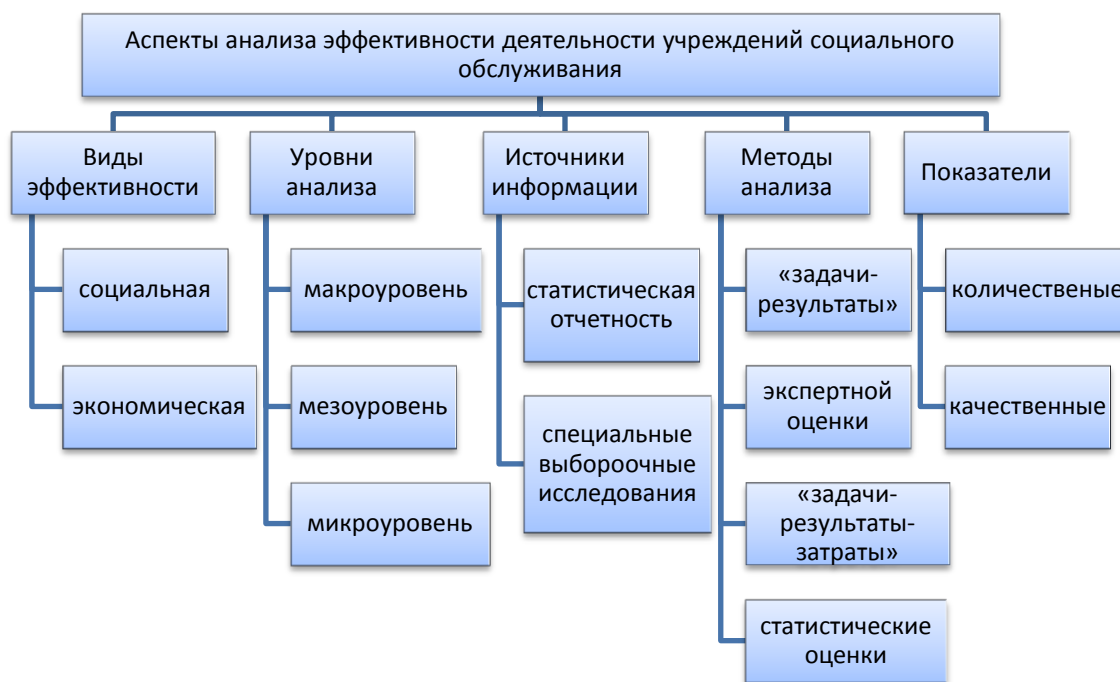 Аспекты анализа эффективности деятельности учреждений социального
обслуживания
Виды
эффективности
социальная
экономическая
Уровни
анализа
макроуровень
мезоуровень
микроуровень
Источники
информации
статистическая
отчетность
специальные
выбороочные
исследования
Методы
анализа
«задачи-
результаты»
экспертной
оценки
«задачи-
результаты-
затраты»
статистические
оценки
Показатели
количественые
качественные